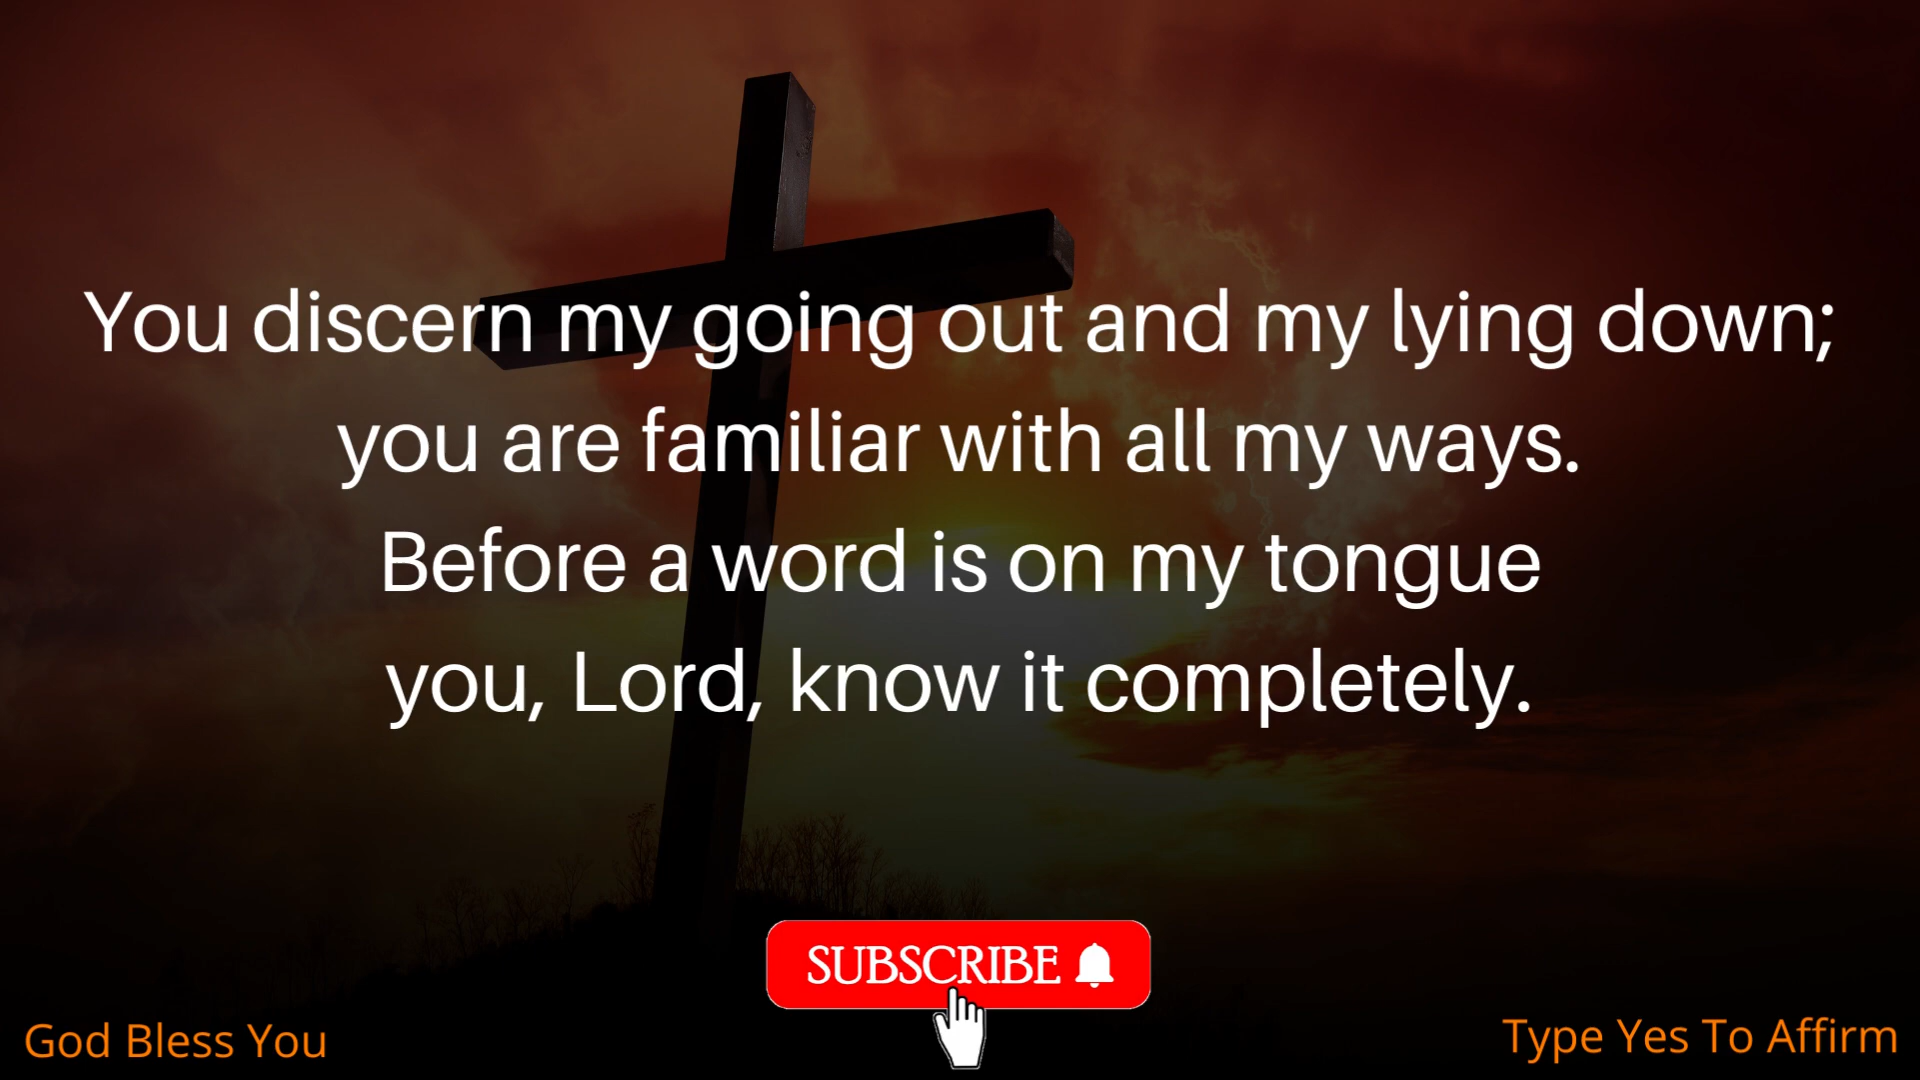 You discern my going out and my lying down;
you are familiar with all my ways.
Before a word is on my tongue
you, Lord, know it completely.
SUBSCRIBE
God Bless You
Type Yes To Affirm